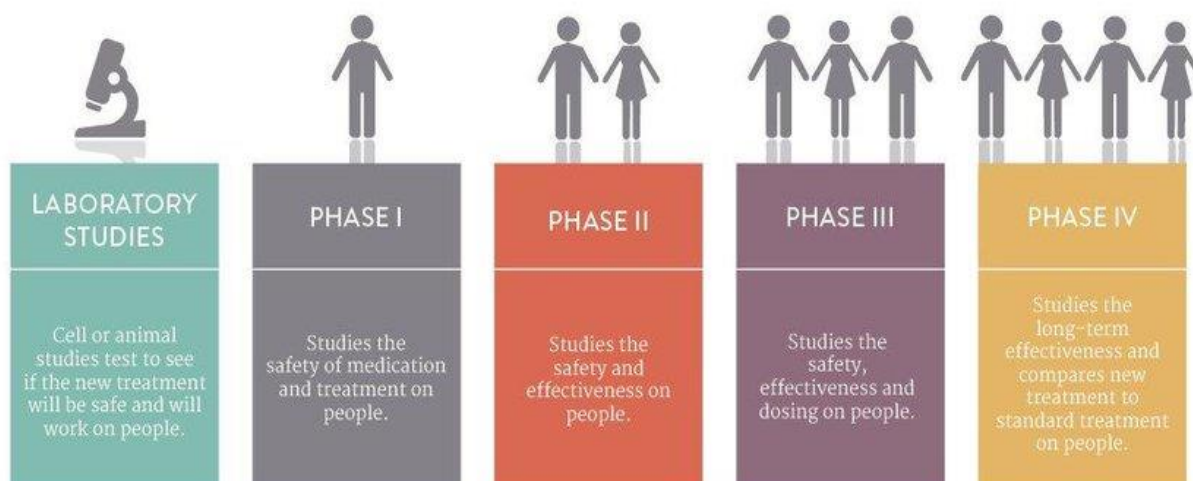 LABORATORY
STUDIES
Cell or animal
studies test to see
if the new treatment
will be safe and will
work on people.
PHASE I
Studies the
safety of medication
and treatment on
people.
PHASE II
Studies the
safety and
effectiveness on
people.
PHASE III
Studies the
safety,
effectiveness and
dosing on people.
PHASE IV
Studies the
long-term
effectiveness and
compares new
treatment to
standard treatment
on people.